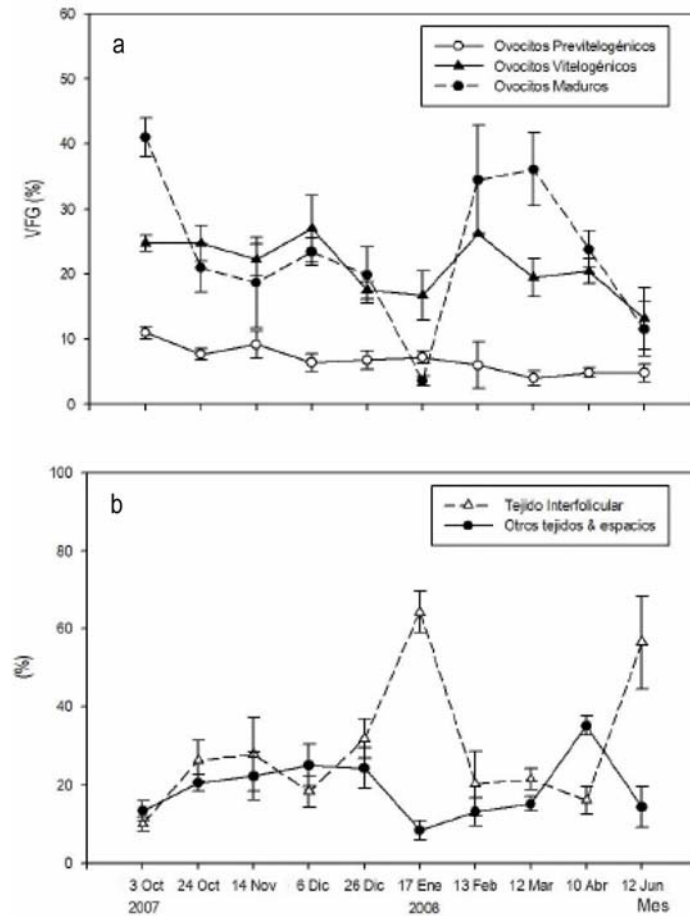 60
a
Ovocitos Previtelogénicos
Ovocitos Vitelogénicos
Ovocitos Maduros
50
40
30
20
10
0
VFG (%)
100
b
Tejido Interfolicular
Otros tejidos & espacios
80
60
40
20
0
(%)
3 Oct 24 Oct 14 Nov 6 Dic 26 Dic 17 Ene 13 Feb 12 Mar 10 Abr 12 Jun
2007 2008 Mes